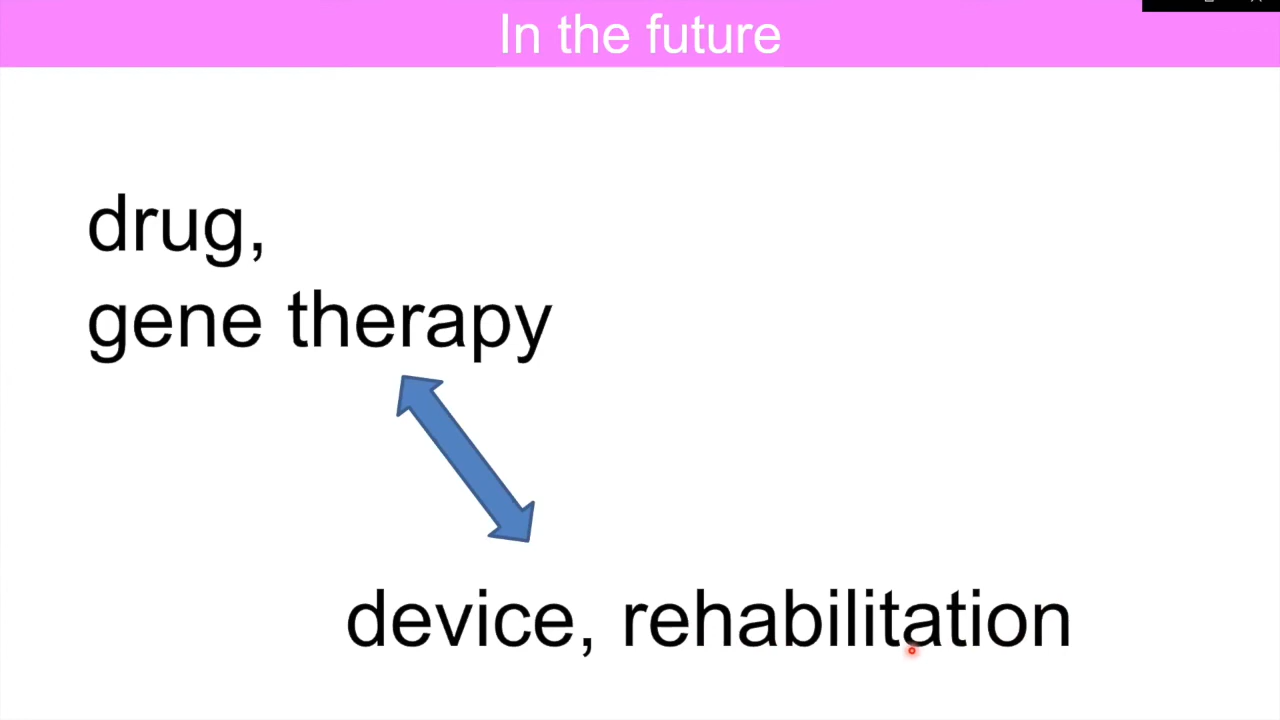 In the future
drug,
gene therapy
device, rehabilitation